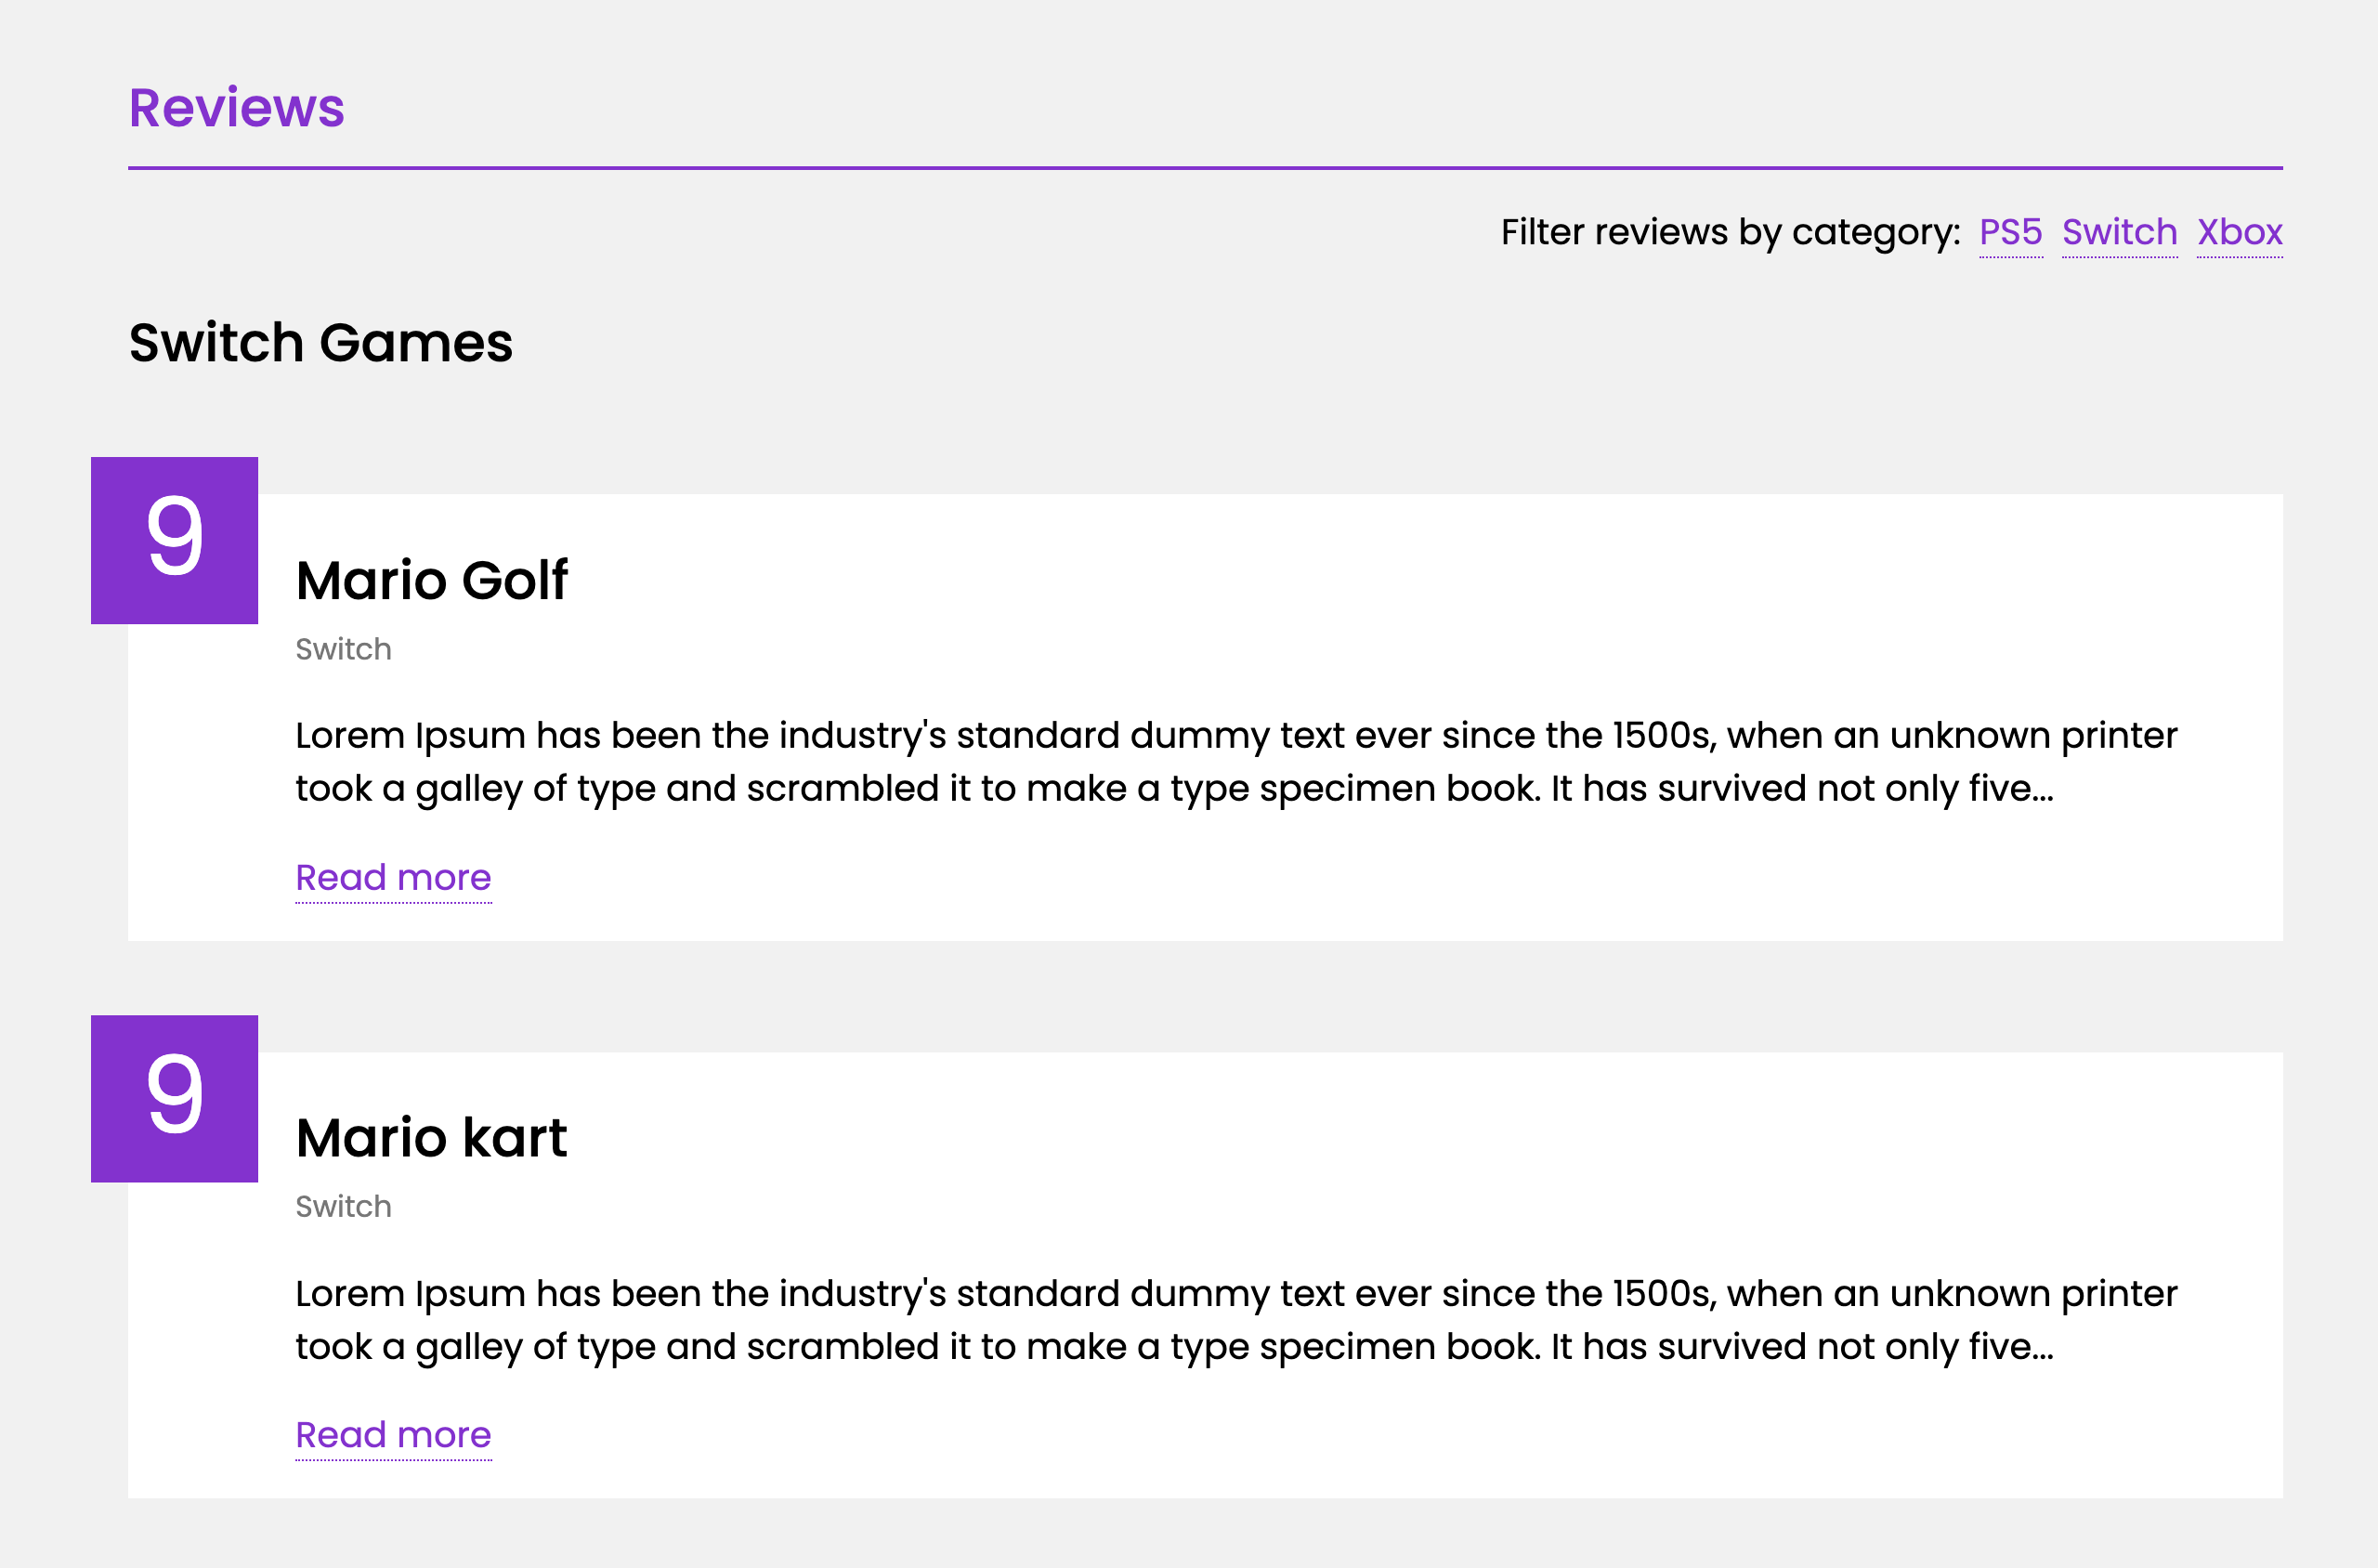 Reviews
Filter reviews by category: PS5 Switch Xbox
Switch Games
9
Mario Golf
Switch
Lorem Ipsum has been the industry's standard dummy text ever since the 1500s, when an unknown printer
took a galley of type and scrambled it to make a type specimen book. It has survived not only five...
Read more
9
Mario kart
Switch
Lorem Ipsum has been the industry's standard dummy text ever since the 1500s, when an unknown printer
took a galley of type and scrambled it to make a type specimen book. It has survived not only five...
Read more